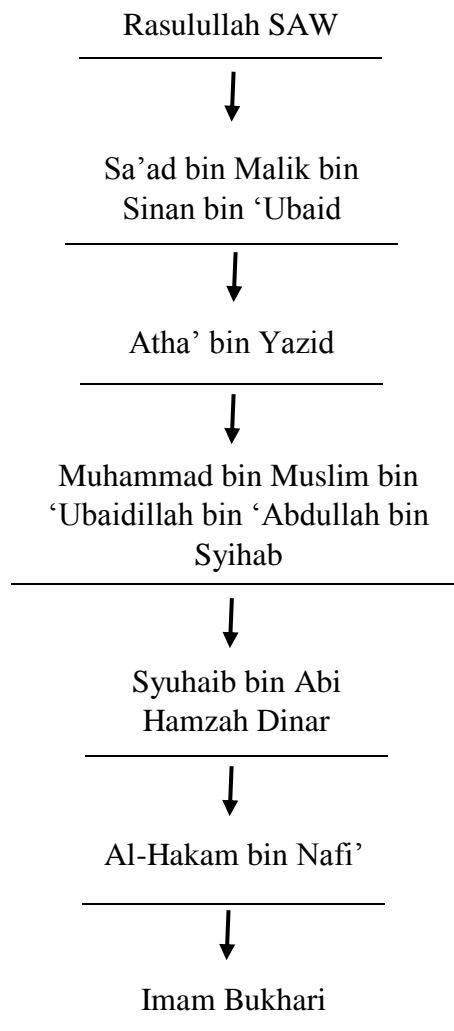 Rasulullah SAW
Sa’ad bin Malik bin
Sinan bin ‘Ubaid
Atha’ bin Yazid
Muhammad bin Muslim bin
‘Ubaidillah bin ‘Abdullah bin
Syihab
Syuhaib bin Abi
Hamzah Dinar
Al-Hakam bin Nafi’
Imam Bukhari